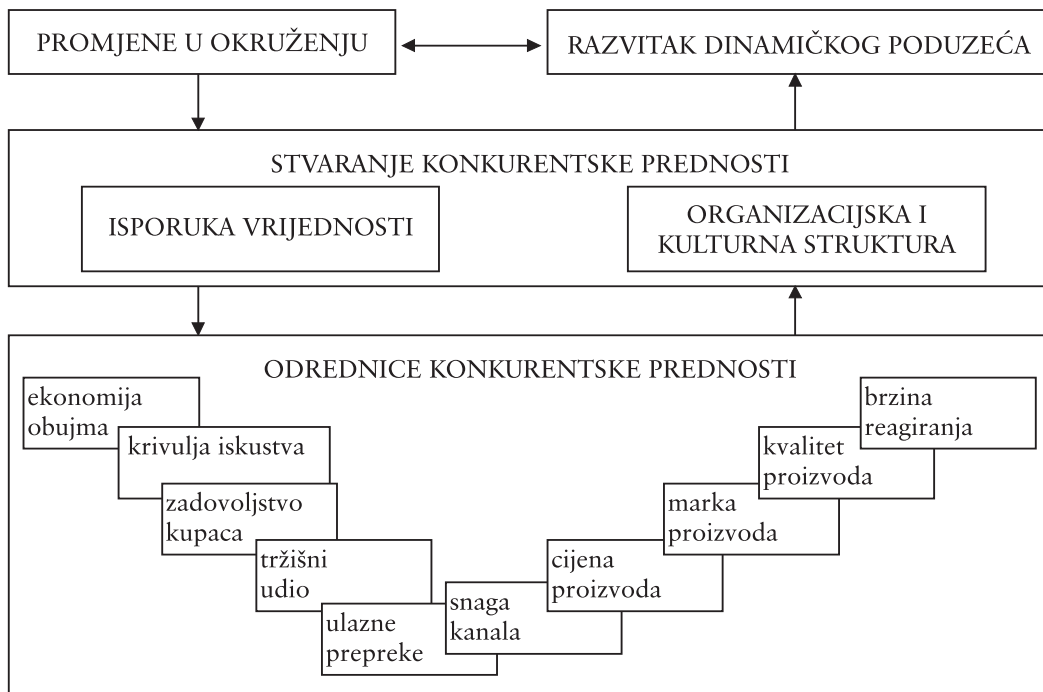 PROMJENE U OKRUŽENJU
RAZVITAK DINAMIČKOG PODUZEĆA
STVARANJE KONKURENTSKE PREDNOSTI
ISPORUKA VRIJEDNOSTI
ORGANIZACIJSKA I
KULTURNA STRUKTURA
ODREDNICE KONKURENTSKE PREDNOSTI
ekonomija
obujma
krivulja iskustva
zadovoljstvo
kupaca
tržišni
udio
ulazne
prepreke
snaga
kanala
cijena
proizvoda
marka
proizvoda
kvalitet
proizvoda
brzina
reagiranja